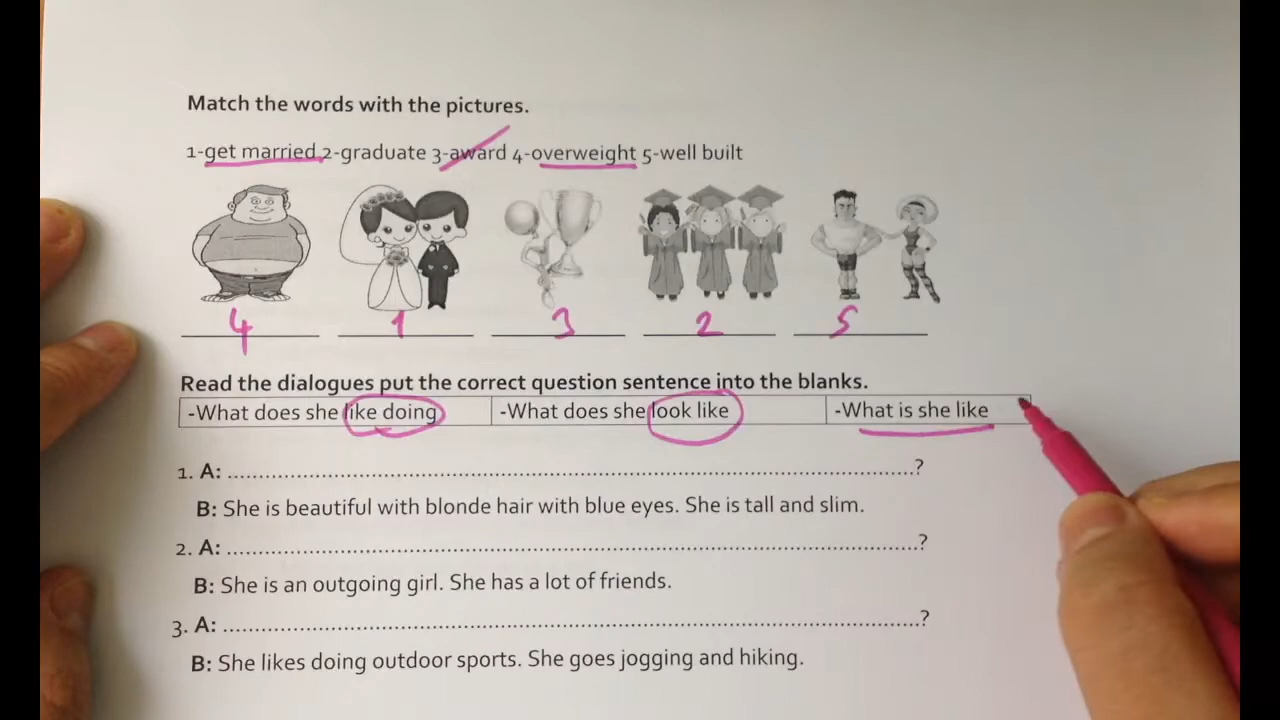 Match the words with the pictures.
1-get married 2-graduate 3-award 4-overweight 5-well built
4 1 3 2 5
Read the dialogues put the correct question sentence into the blanks.
-What does she like doing -What does she look like -What is she like
1. A: ........................................................................................................?
B: She is beautiful with blonde hair with blue eyes. She is tall and slim.
2. A: ........................................................................................................?
B: She is an outgoing girl. She has a lot of friends.
3. A: ........................................................................................................?
B: She likes doing outdoor sports. She goes jogging and hiking.